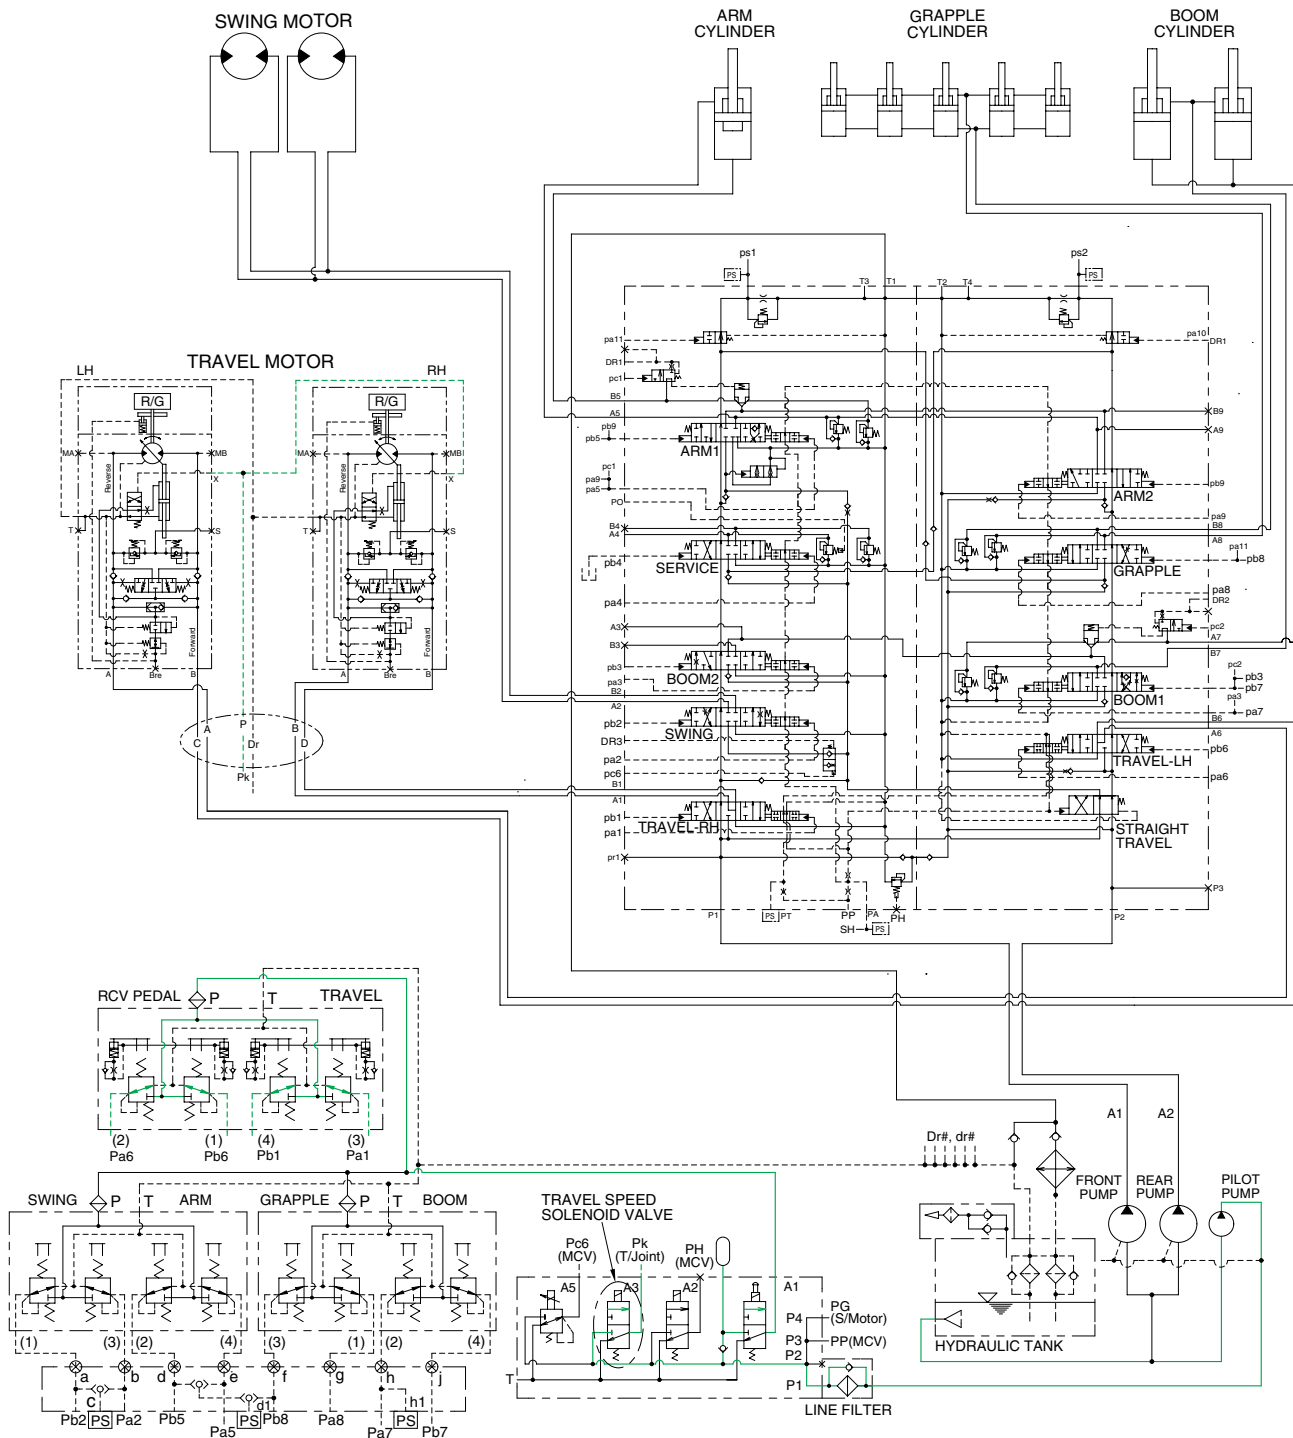 SWING MOTOR
ARM
CYLINDER
GRAPPLE
CYLINDER
BOOM
CYLINDER
ps1
PS
T3
T1
T2
T4
ps2
PS
pa11
DR1
pc1
B5
A5
pb9
pb5
ARM1
pc1
pa9
pa5
PO
B4
A4
SERVICE
pb4
pa4
A3
B3
pb3
BOOM2
pa3
B2
A2
pb2
SWING
DR3
pa2
pc6
B1
A1
pb1
TRAVEL-RH
pa1
pr1
pa10
DR1
B9
A9
ARM2
pb9
pa9
B8
A8
pa11
GRAPPLE
pb8
pa8
DR2
pc2
A7
B7
pc2
pb3
BOOM1
pb7
pa3
pa7
B6
A6
TRAVEL-LH
pb6
pa6
STRAIGHT
TRAVEL
P3
P1
PS
PT
PP
PA
PH
SH
PS
P2
TRAVEL MOTOR
LH
RH
R/G
R/G
MA
MB
MA
MB
Reverse
Reverse
X
X
T
S
T
S
Forward
Forward
A
Bre
B
A
Bre
B
A
P
B
C
Dr
D
Pk
RCV PEDAL
P
T
TRAVEL
(2)
(1)
(4)
(3)
Pa6
Pb6
Pb1
Pa1
SWING
P
T
ARM
GRAPPLE
P
T
BOOM
(1)
(3)
(2)
(4)
(3)
(1)
(2)
(4)
a
b
d
e
f
g
h
j
c
d1
h1
Pb2
PS
Pa2
Pb5
Pa5
PS
Pb8
Pa8
Pa7
PS
Pb7
TRAVEL SPEED
SOLENOID VALVE
Pc6
(MCV)
Pk
(T/Joint)
PH
(MCV)
A5
A3
A2
A1
P4
PG
(S/Motor)
P3
PP(MCV)
P2
T
P1
LINE FILTER
Dr#, dr#
A1
A2
FRONT
PUMP
REAR
PUMP
PILOT
PUMP
HYDRAULIC TANK